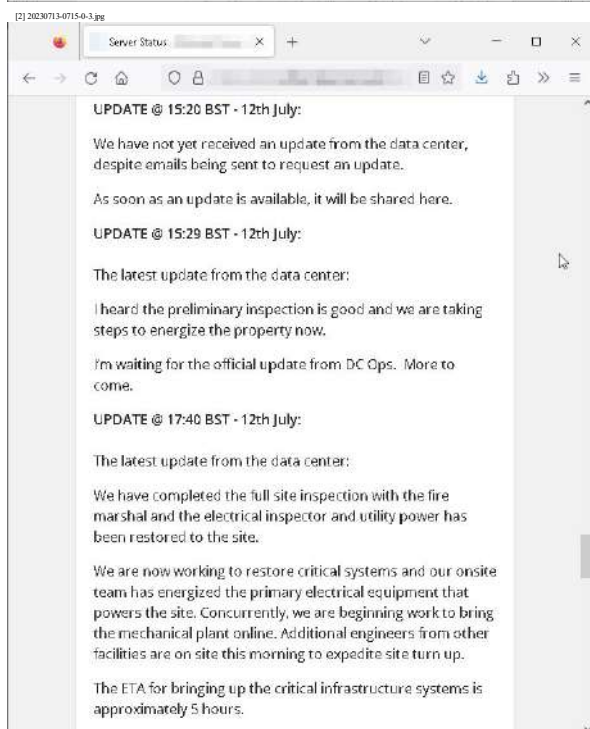 [2] 20230713-0715-0-3.jpg
Server Status
UPDATE @ 15:20 BST - 12th July:
We have not yet received an update from the data center,
despite emails being sent to request an update.
As soon as an update is available, it will be shared here.
UPDATE @ 15:29 BST - 12th July:
The latest update from the data center:
I heard the preliminary inspection is good and we are taking
steps to energize the property now.
I'm waiting for the official update from DC Ops. More to
come.
UPDATE @ 17:40 BST - 12th July:
The latest update from the data center:
We have completed the full site inspection with the fire
marshal and the electrical inspector and utility power has
been restored to the site.
We are now working to restore critical systems and our onsite
team has energized the primary electrical equipment that
powers the site. Concurrently, we are beginning work to bring
the mechanical plant online. Additional engineers from other
facilities are on site this morning to expedite site turn up.
The ETA for bringing up the critical infrastructure systems is
approximately 5 hours.